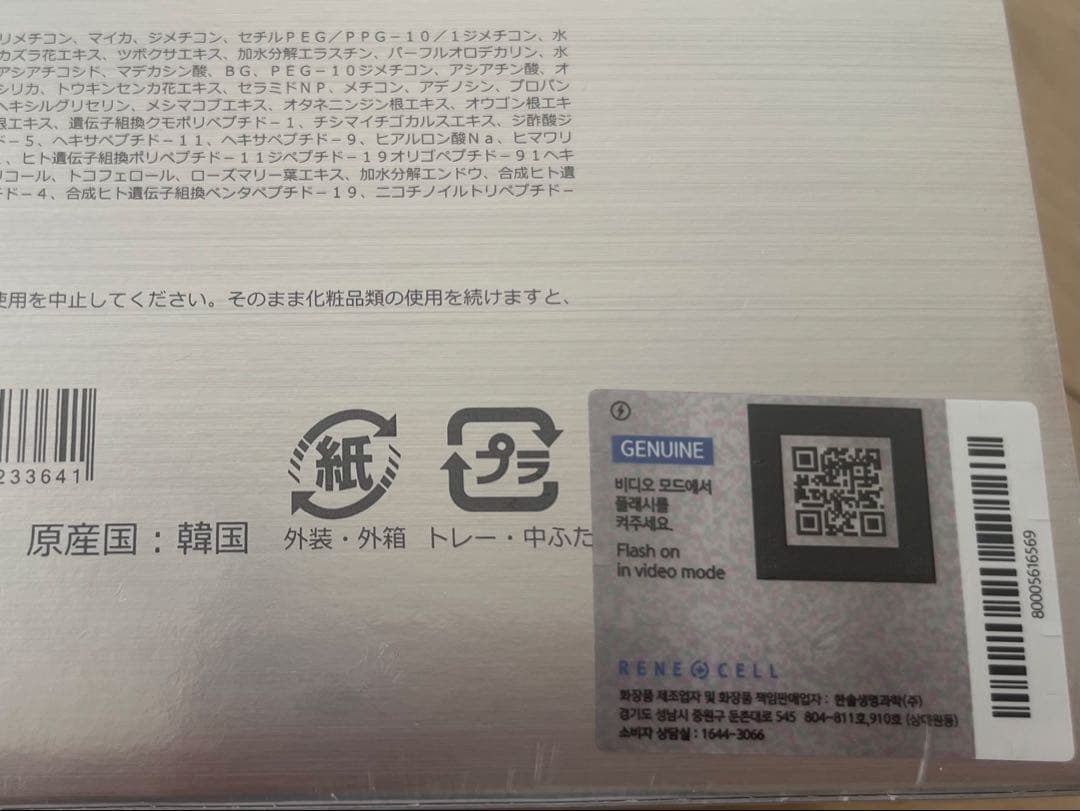 リメチコン、マイカ、ジメチコン、セチルＰＥＧ／ＰＰＧ－１０／１ジメチコン、水
カズラ花エキス、ツボクサエキス、加水分解エラスチン、パーフルオロデカリン、水
アシアチコシド、マデカシン酸、ＢＧ、ＰＥＧ－１０ジメチコン、アシアチン酸、オ
シリカ、トウキンセンカ花エキス、セラミドＮＰ、メチコン、アデノシン、プロパン
ヘキシルグリセリン、メシマコブエキス、オタネニンジン根エキス、オウゴン根エキ
根エキス、遺伝子組換クモポリペプチド－１、チシマイチゴカルスエキス、ジ酢酸ジ
ド－５、ヘキサペプチド－１１、ヘキサペプチド－９、ヒアルロン酸Ｎａ、ヒマワリ
、ヒト遺伝子組換ポリペプチド－１１ジペプチド－１９オリゴペプチド－９１ヘキ
リコール、トコフェロール、ローズマリー葉エキス、加水分解エンドウ、合成ヒト遺
ド－４、合成ヒト遺伝子組換ペンタペプチド－１９、ニコチノイルトリペプチド－
使用を中止してください。そのまま化粧品類の使用を続けますと、
233641
紙
プラ
原産国：韓国
外装・外箱
トレー・中ふた
GENUINE
비디오 모드에서
플래시를
켜주세요.
Flash on
in video mode
80005616569
RENE CELL
화장품 제조업자 및 화장품 책임판매업자 : 한솔생명과학(주)
경기도 성남시 중원구 둔촌대로 545 804-811호,910호 (상대원동)
소비자 상담실 : 1644-3066